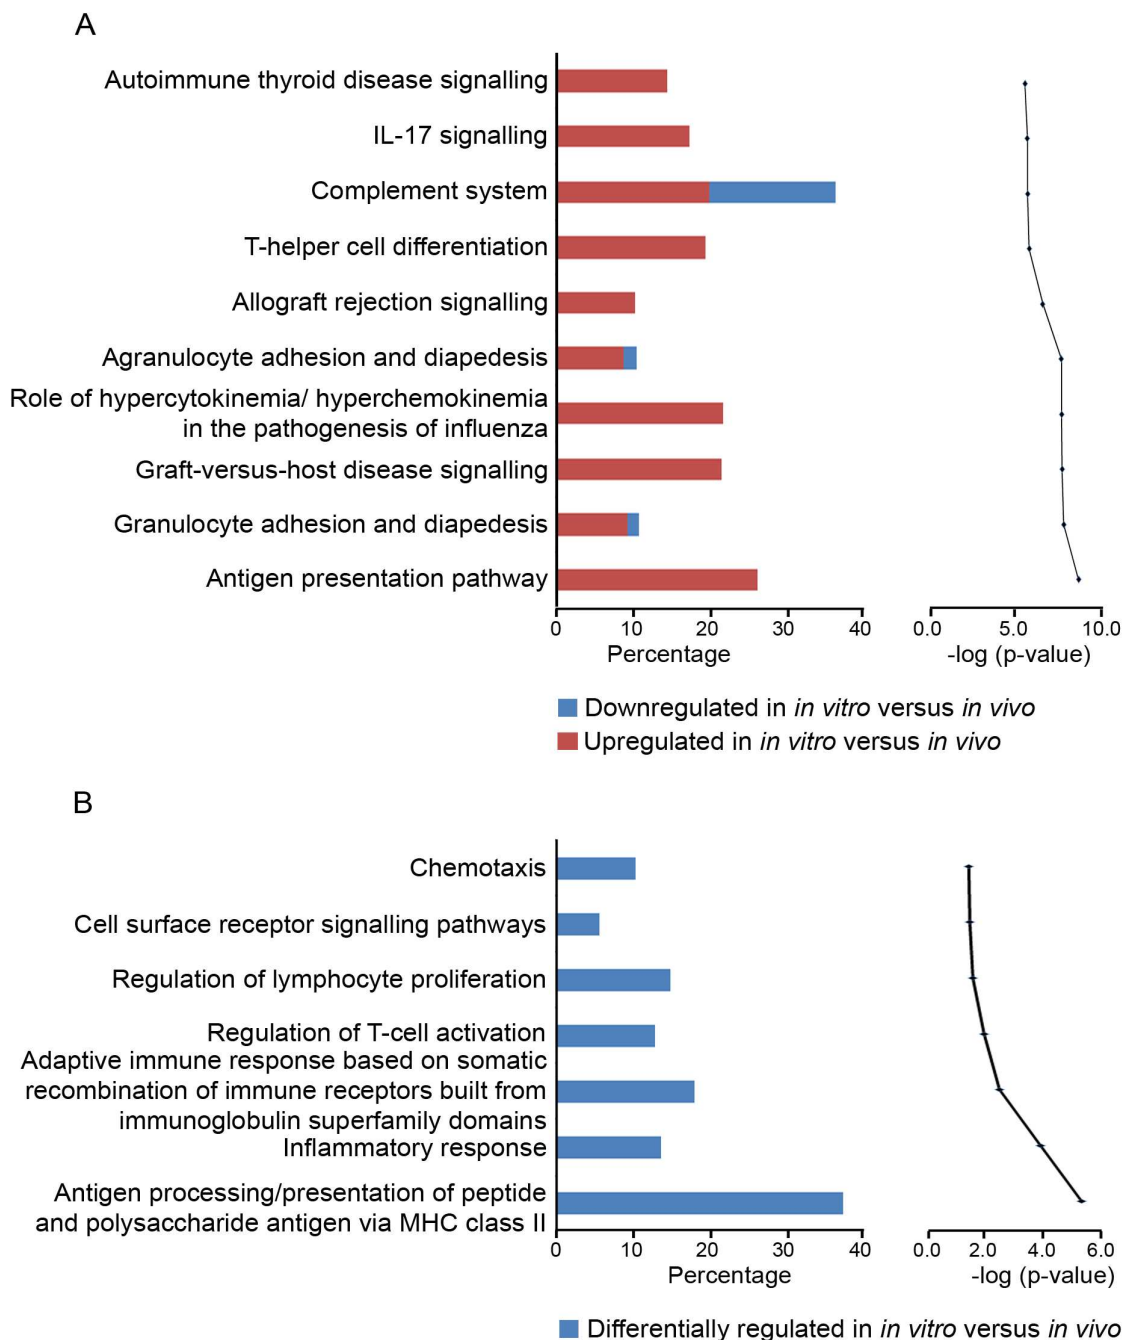 A
Autoimmune thyroid disease signalling
IL-17 signalling
Complement system
T-helper cell differentiation
Allograft rejection signalling
Agranulocyte adhesion and diapedesis
Role of hypercytokinemia/ hyperchemokinemia
in the pathogenesis of influenza
Graft-versus-host disease signalling
Granulocyte adhesion and diapedesis
Antigen presentation pathway
0 10 20 30 40
Percentage
0.0 5.0 10.0
-log (p-value)
Downregulated in in vitro versus in vivo
Upregulated in in vitro versus in vivo
B
Chemotaxis
Cell surface receptor signalling pathways
Regulation of lymphocyte proliferation
Regulation of T-cell activation
Adaptive immune response based on somatic
recombination of immune receptors built from
immunoglobulin superfamily domains
Inflammatory response
Antigen processing/presentation of peptide
and polysaccharide antigen via MHC class II
0 10 20 30 40
Percentage
0.0 2.0 4.0 6.0
-log (p-value)
Differentially regulated in in vitro versus in vivo